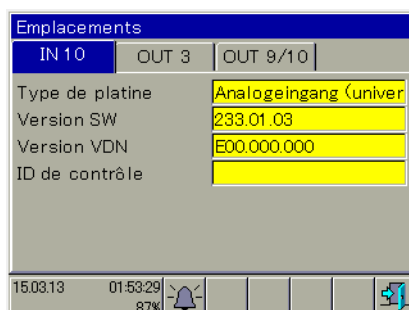 Emplacements
IN 10 OUT 3 OUT 9/10
Type de platine Analogeingang (univer
Version SW 233.01.03
Version VDN E00.000.000
ID de contrôle
15.03.13 01:53:29
87%